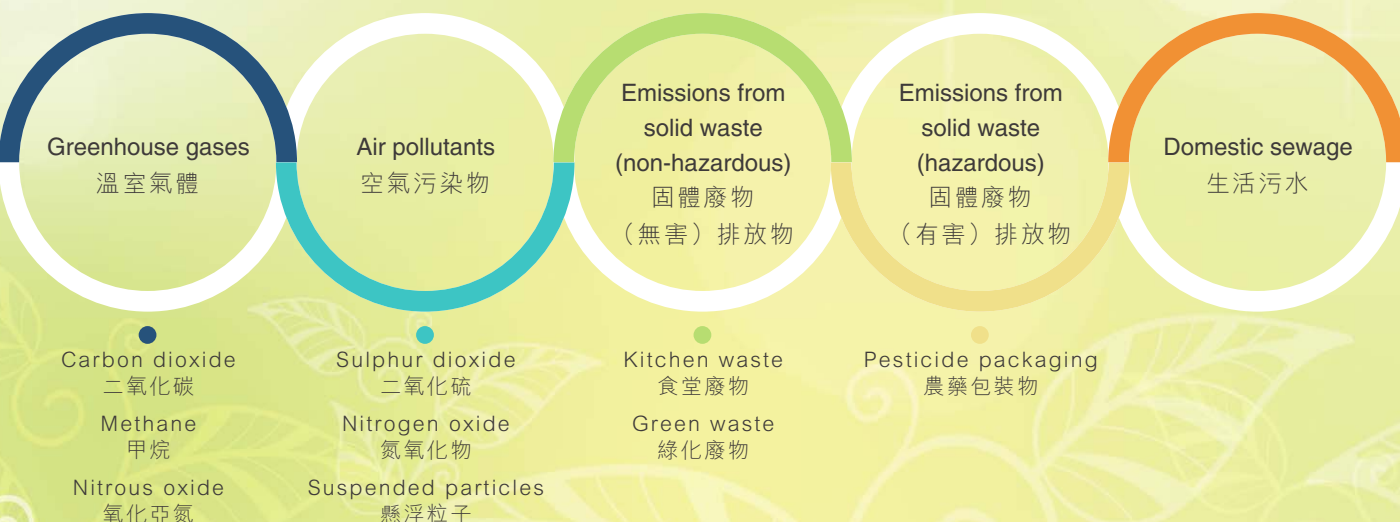 Greenhouse gases
溫室氣體
Air pollutants
空氣污染物
Emissions from
solid waste
(non-hazardous)
固體廢物
（無害）排放物
Emissions from
solid waste
(hazardous)
固體廢物
（有害）排放物
Domestic sewage
生活污水
Carbon dioxide
二氧化碳
Methane
甲烷
Nitrous oxide
氧化亞氮
Sulphur dioxide
二氧化硫
Nitrogen oxide
氮氧化物
Suspended particles
懸浮粒子
Kitchen waste
食堂廢物
Green waste
綠化廢物
Pesticide packaging
農藥包裝物